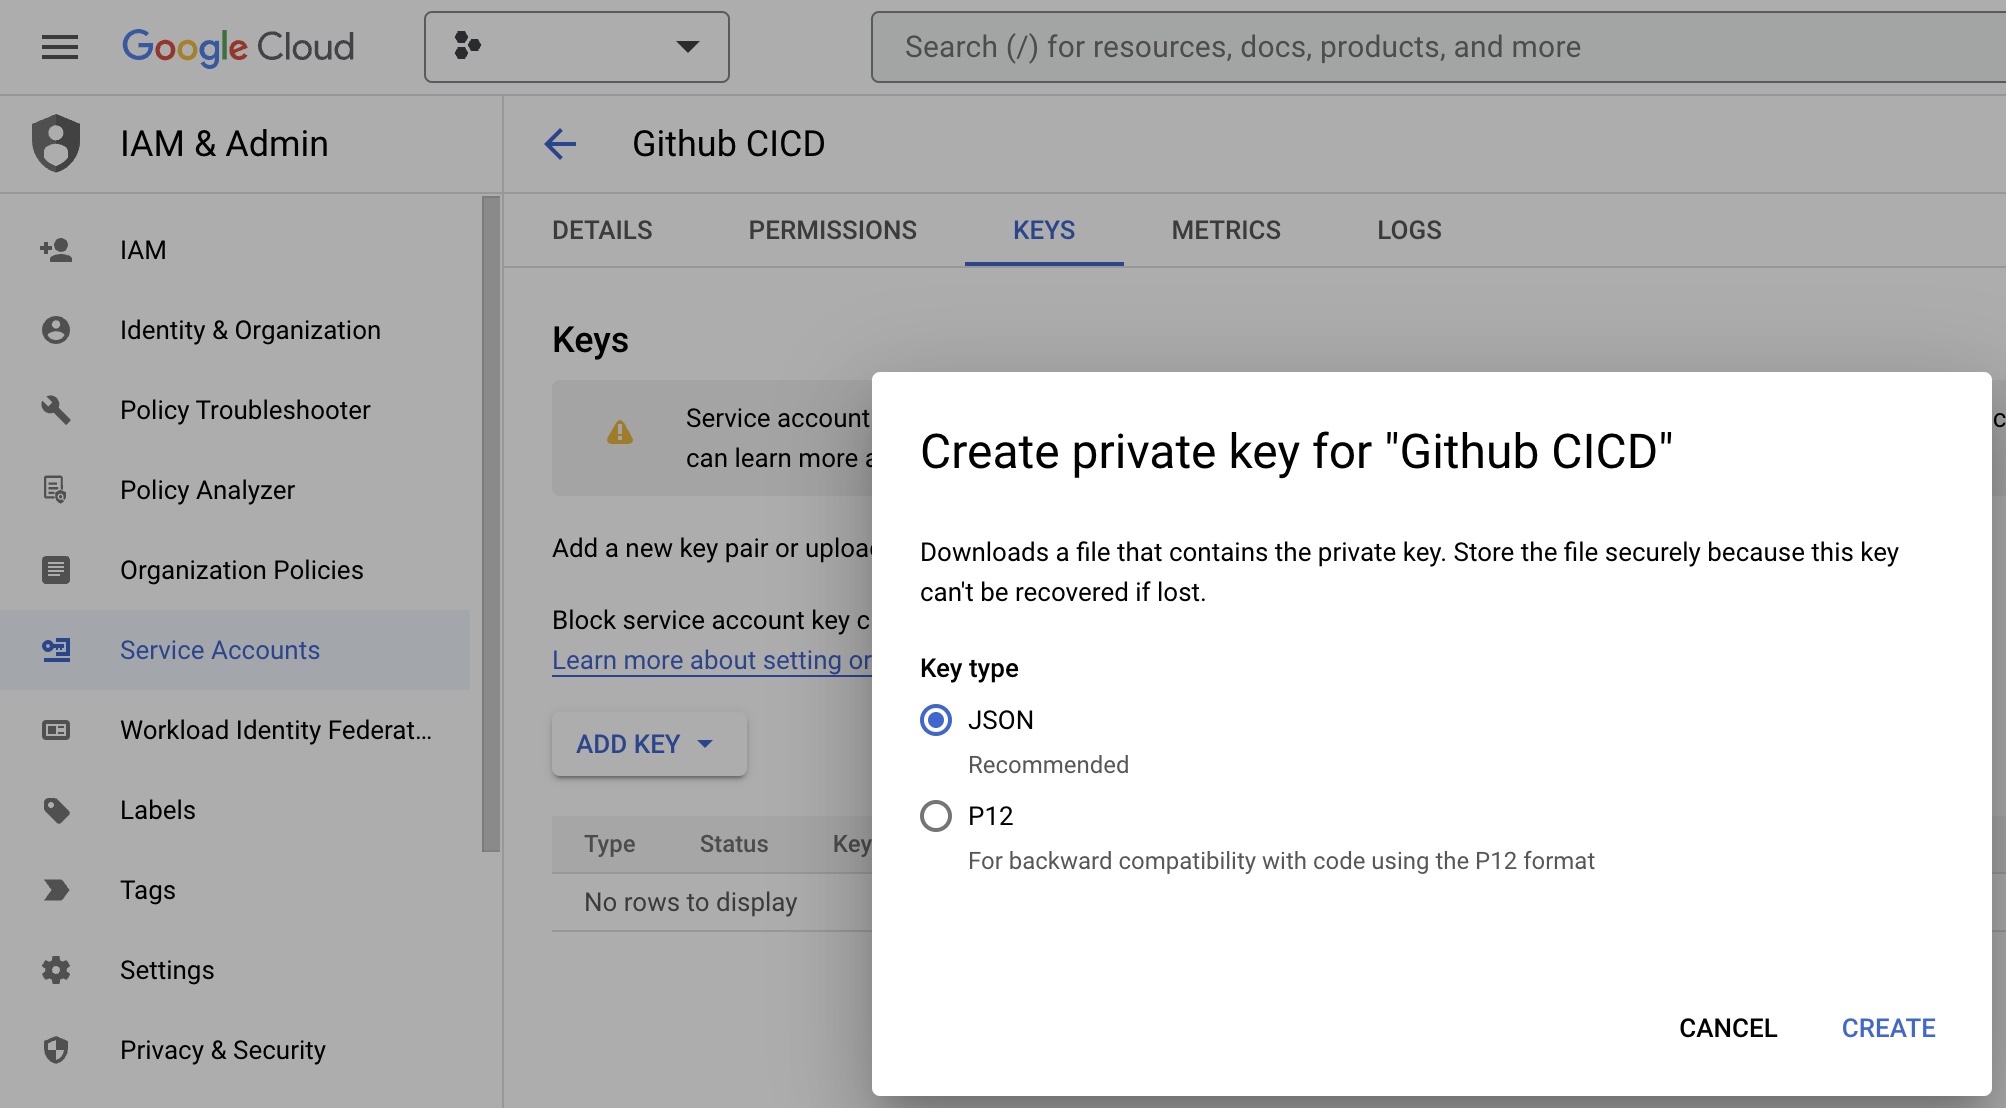 Google Cloud
Search (/) for resources, docs, products, and more
IAM & Admin
Github CICD
IAM
Identity & Organization
Policy Troubleshooter
Policy Analyzer
Organization Policies
Service Accounts
Workload Identity Federat...
Labels
Tags
Settings
Privacy & Security
DETAILS PERMISSIONS KEYS METRICS LOGS
Keys
Service account
can learn more
Add a new key pair or
Block service account key
Learn more about setting
ADD KEY
Type Status Key
No rows to display
Create private key for "Github CICD"
Downloads a file that contains the private key. Store the file securely because this key
can't be recovered if lost.
Key type
JSON
Recommended
P12
For backward compatibility with code using the P12 format
CANCEL CREATE